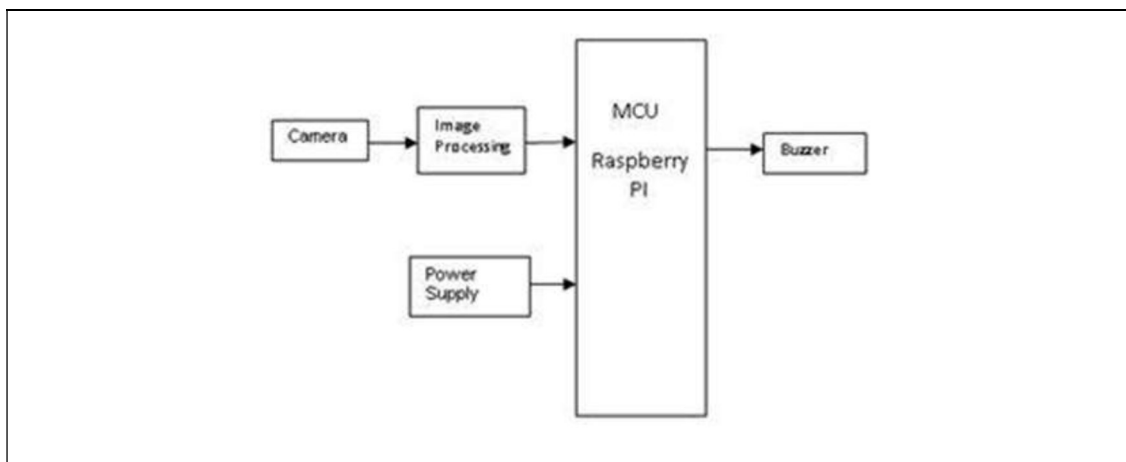 Camera
Image
Processing
MCU
Raspberry
PI
Buzzer
Power
Supply